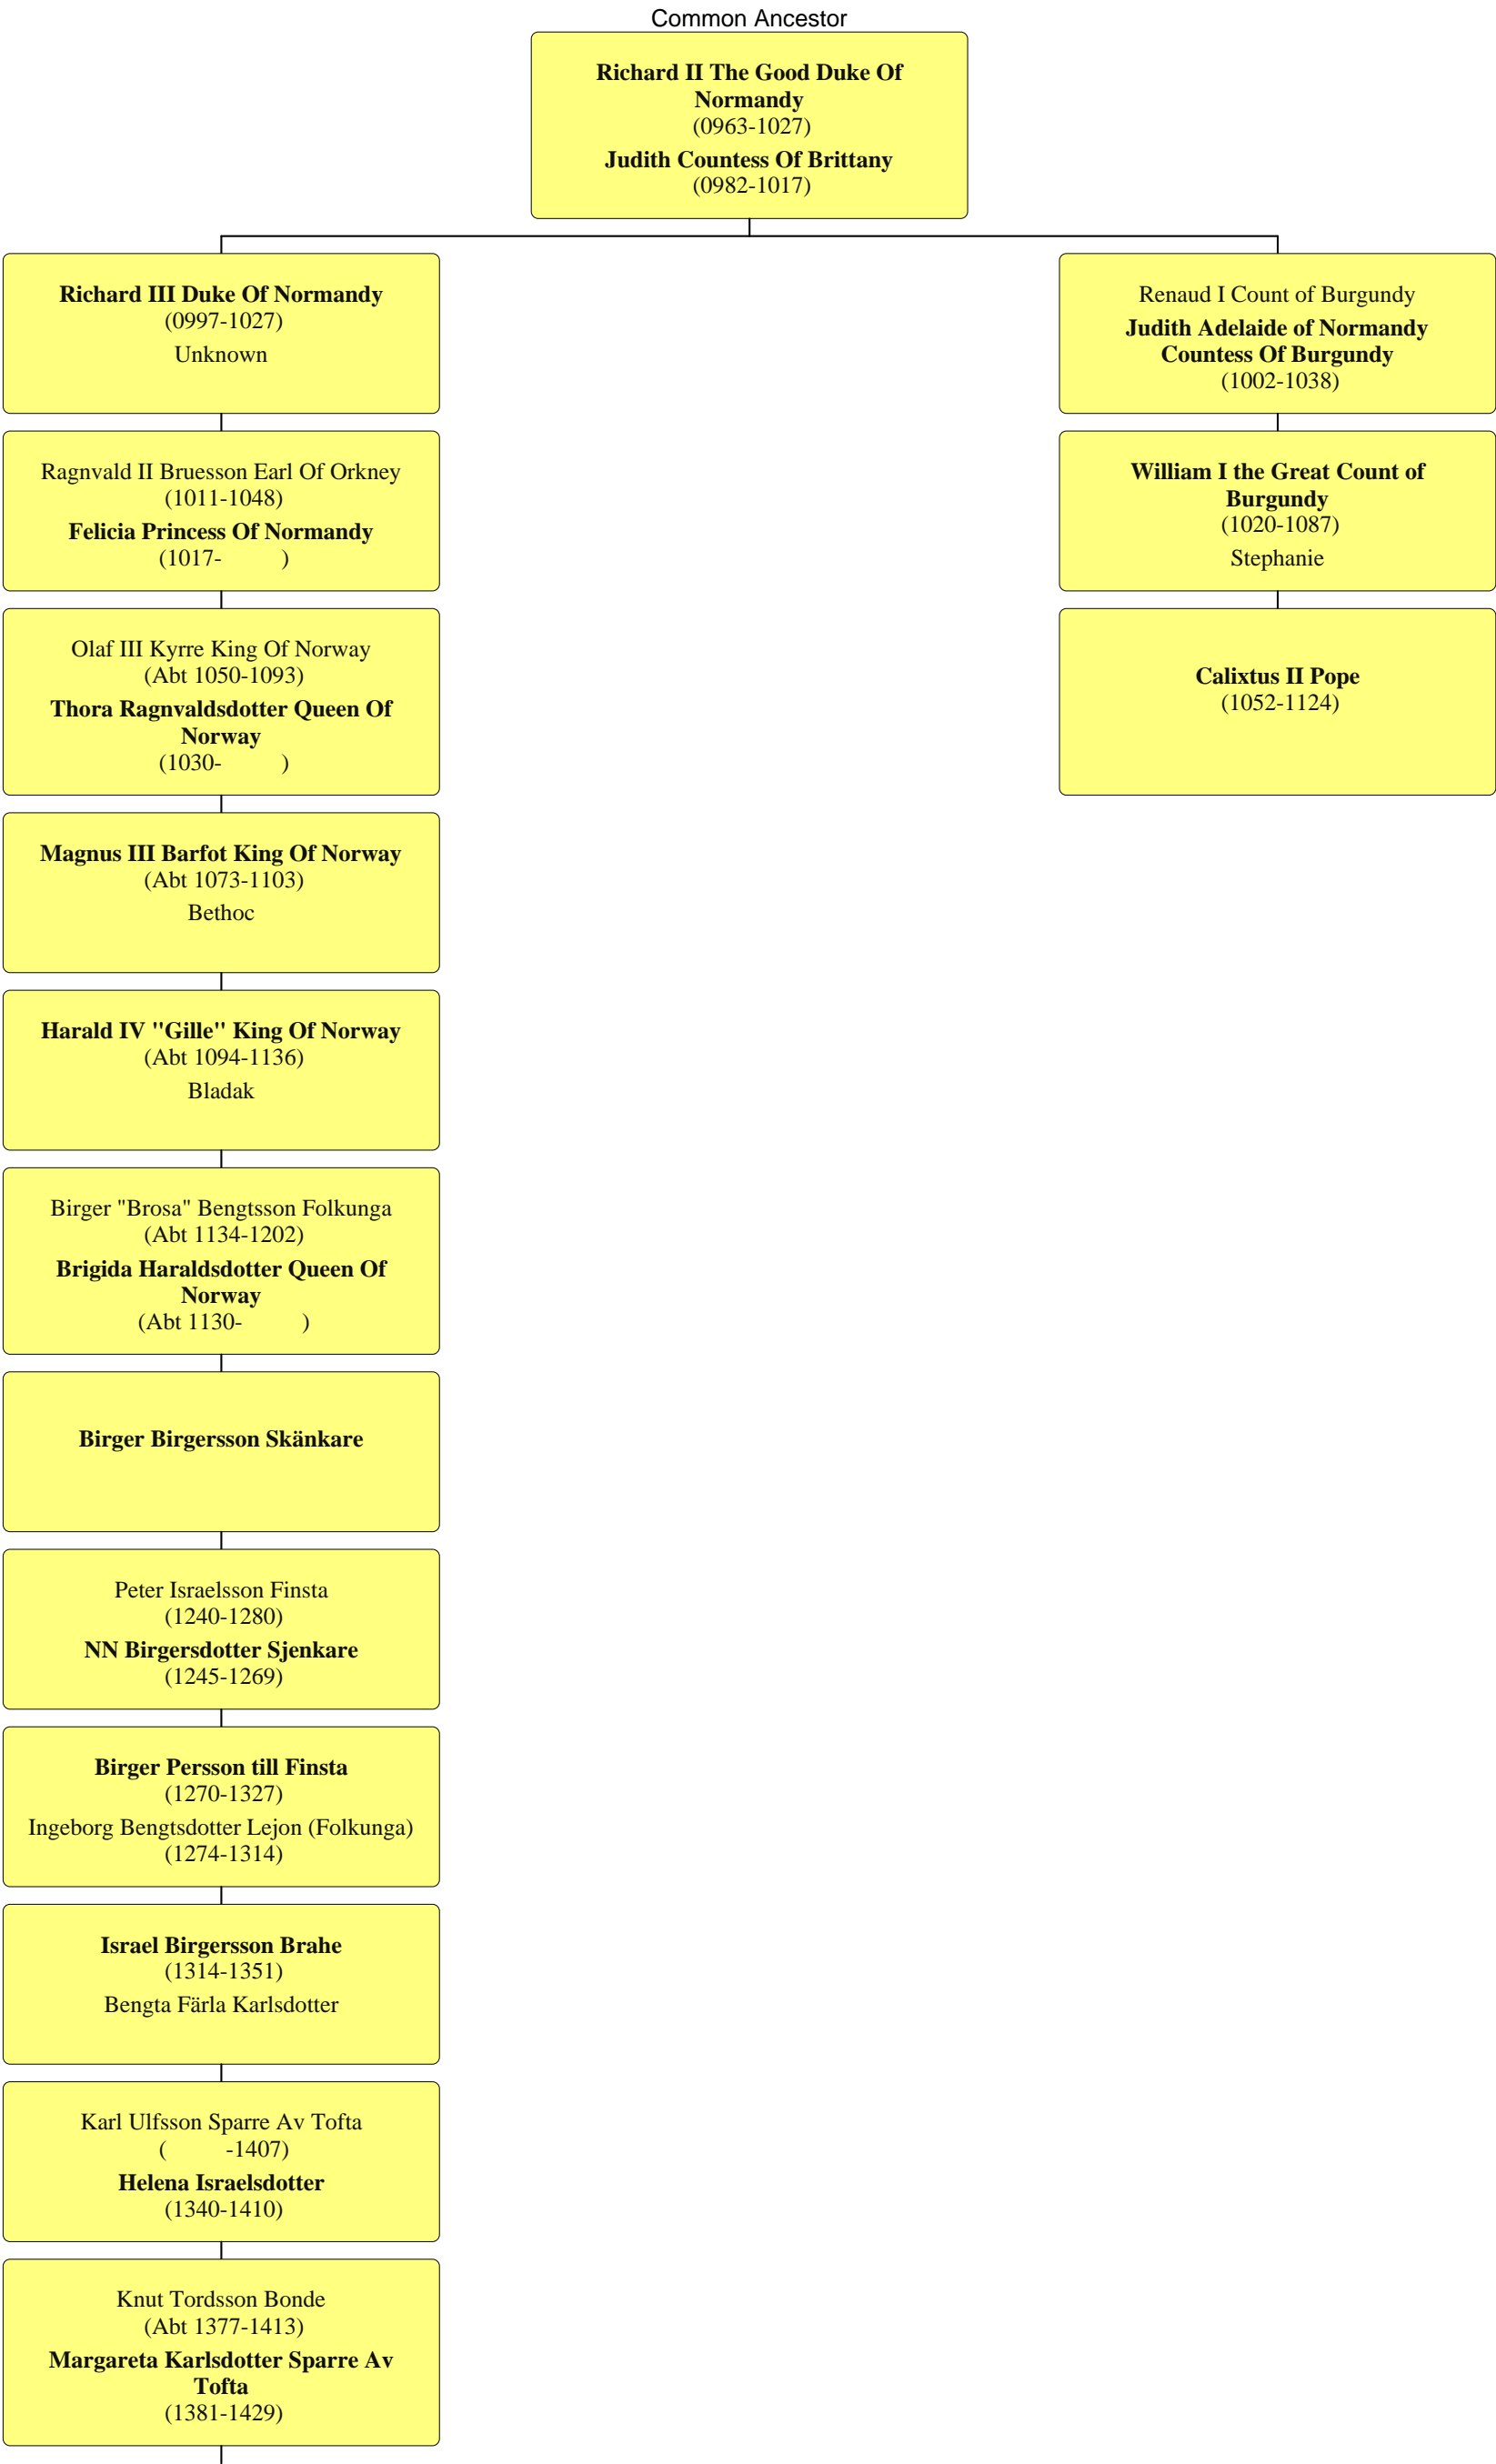 Common Ancestor
Richard II The Good Duke Of
Normandy
(0963-1027)
Judith Countess Of Brittany
(0982-1017)
Richard III Duke Of Normandy
(0997-1027)
Unknown
Renaud I Count of Burgundy
Judith Adelaide of Normandy
Countess Of Burgundy
(1002-1038)
Ragnvald II Bruesson Earl Of Orkney
(1011-1048)
Felicia Princess Of Normandy
(1017- )
William I the Great Count of
Burgundy
(1020-1087)
Stephanie
Olaf III Kyrre King Of Norway
(Abt 1050-1093)
Thora Ragnvaldsdotter Queen Of
Norway
(1030- )
Calixtus II Pope
(1052-1124)
Magnus III Barfot King Of Norway
(Abt 1073-1103)
Bethoc
Harald IV "Gille" King Of Norway
(Abt 1094-1136)
Bladak
Birger "Brosa" Bengtsson Folkunga
(Abt 1134-1202)
Brigida Haraldsdotter Queen Of
Norway
(Abt 1130- )
Birger Birgersson Skänkare
Peter Israelsson Finsta
(1240-1280)
NN Birgersdotter Sjenkare
(1245-1269)
Birger Persson till Finsta
(1270-1327)
Ingeborg Bengtsdotter Lejon (Folkunga)
(1274-1314)
Israel Birgersson Brahe
(1314-1351)
Bengta Färla Karlsdotter
Karl Ulfsson Sparre Av Tofta
( -1407)
Helena Israelsdotter
(1340-1410)
Knut Tordsson Bonde
(Abt 1377-1413)
Margareta Karlsdotter Sparre Av
Tofta
(1381-1429)